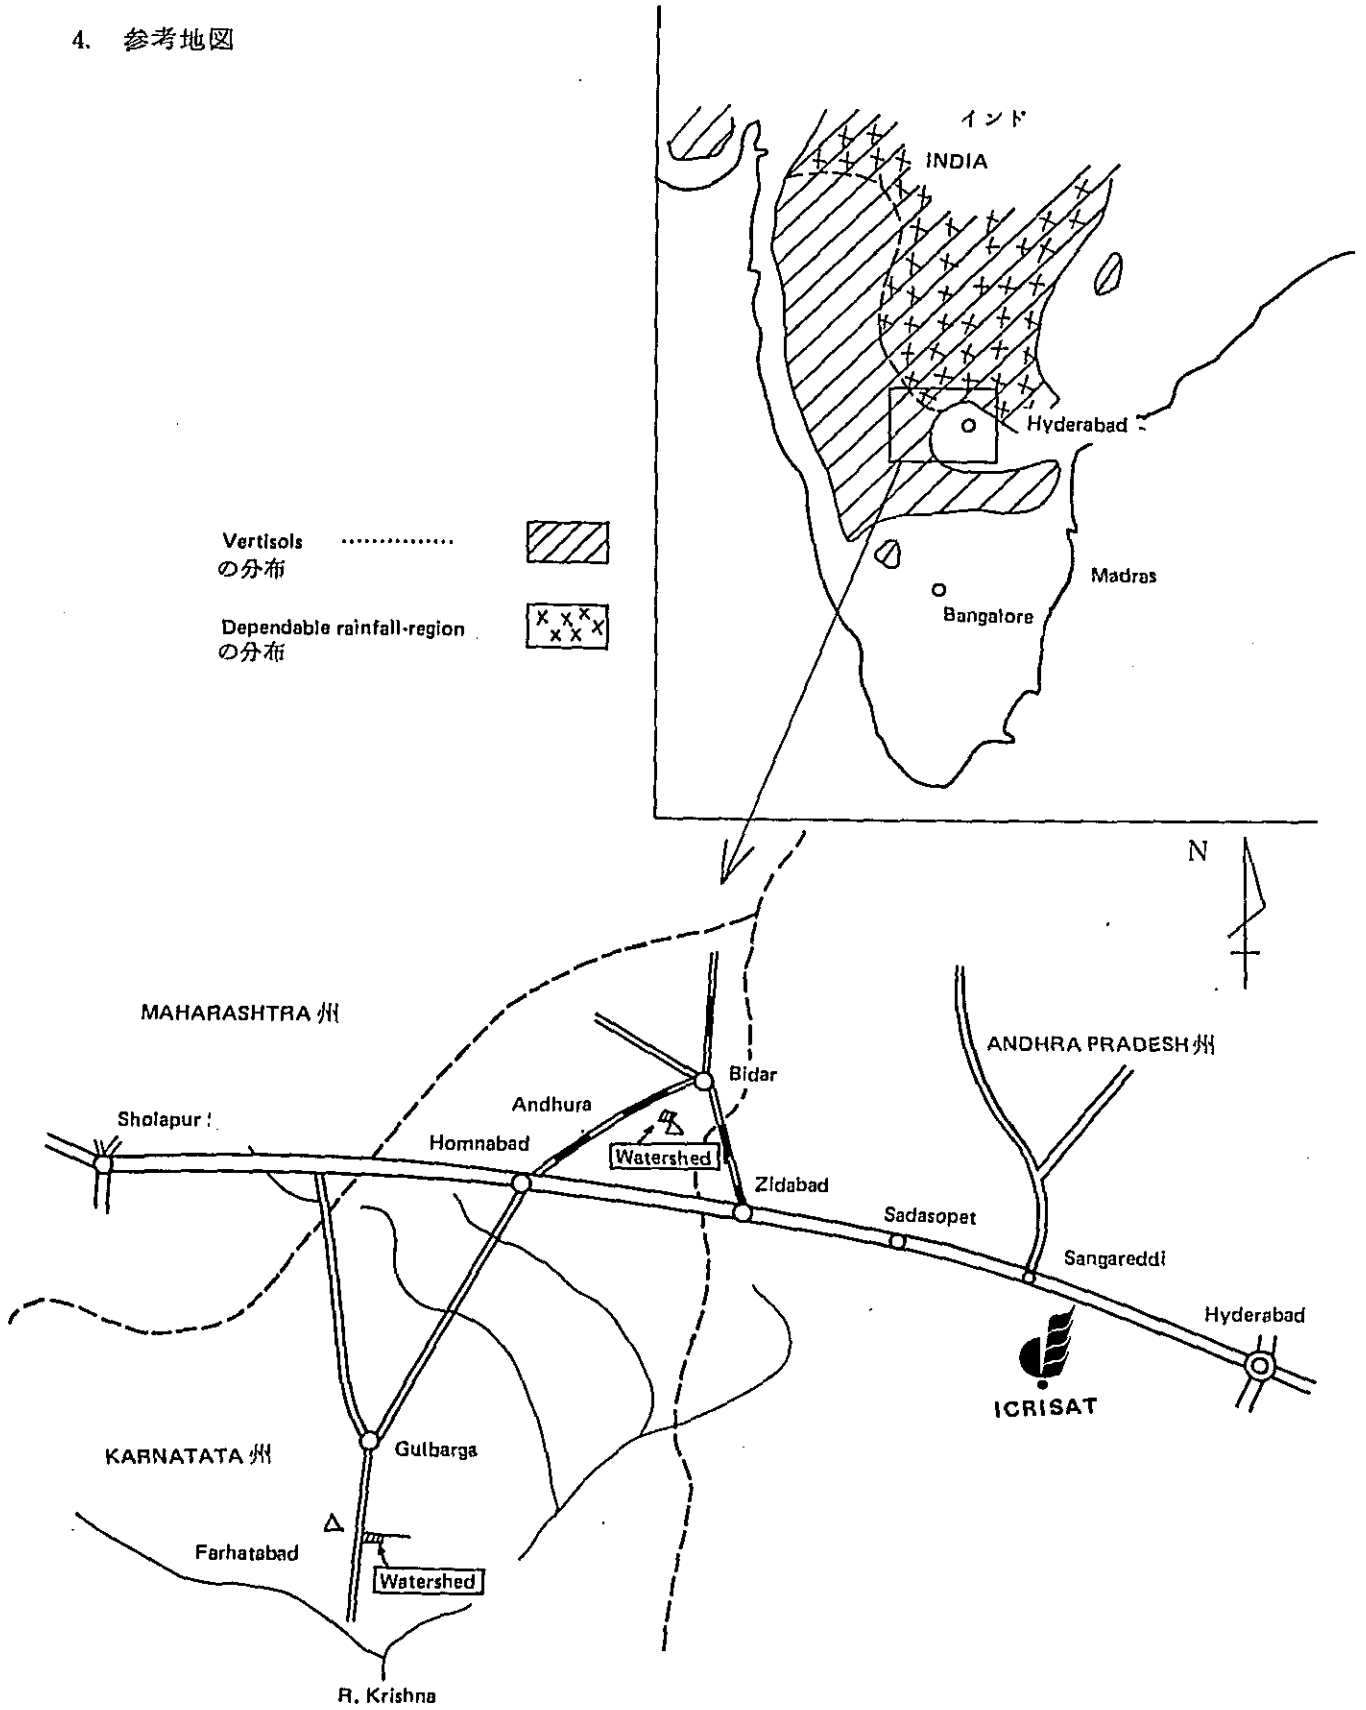 4. 参考地図
インド
INDIA
Hyderabad
Vertisols ..................
の分布
Madras
Bangalore
Dependable rainfall-region
の分布
N
MAHARASHTRA 州
ANDHRA PRADESH 州
Bidar
Andhura
Sholapur
Homnabad
Watershed
Zidabad
Sadasopet
Sangareddi
Hyderabad
ICRISAT
KARNATATA 州
Gulbarga
Farhatabad
Watershed
R. Krishna